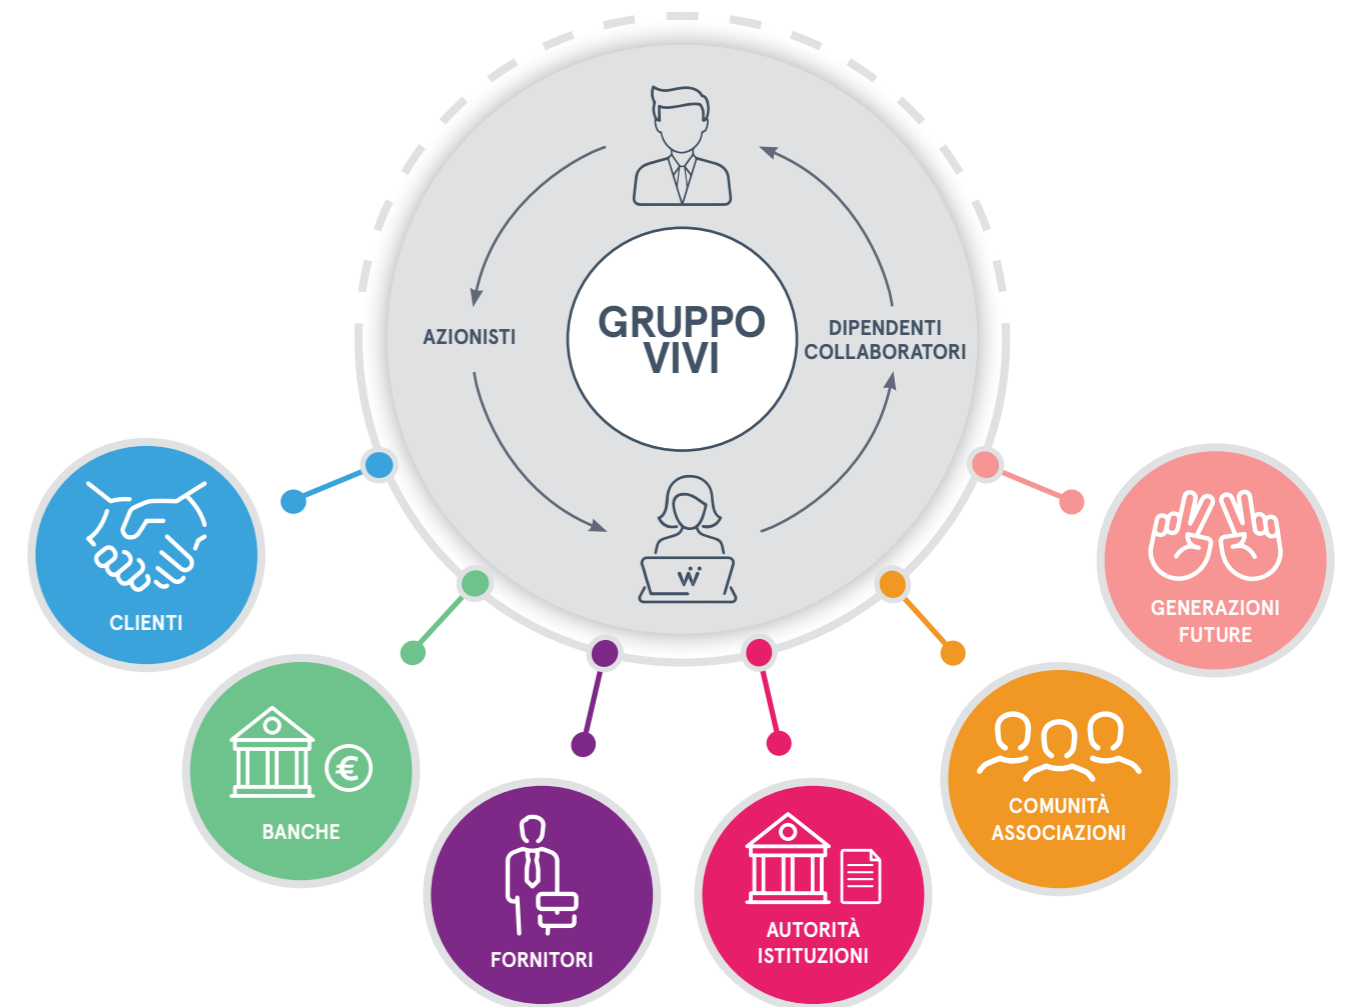 GRUPPO
VIVI
AZIONISTI
DIPENDENTI
COLLABORATORI
CLIENTI
BANCHE
€
FORNITORI
AUTORITÀ
ISTITUZIONI
COMUNITÀ
ASSOCIAZIONI
GENERAZIONI
FUTURE